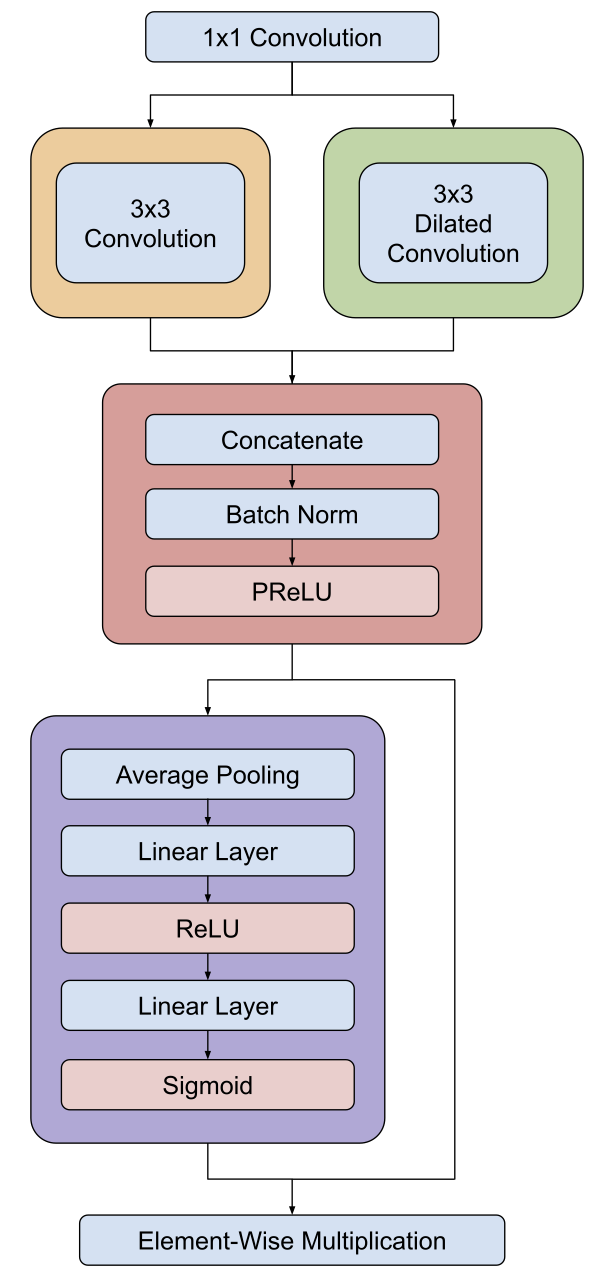 1x1 Convolution
3x3
Convolution
3x3
Dilated
Convolution
Concatenate
Batch Norm
PReLU
Average Pooling
Linear Layer
ReLU
Linear Layer
Sigmoid
Element-Wise Multiplication